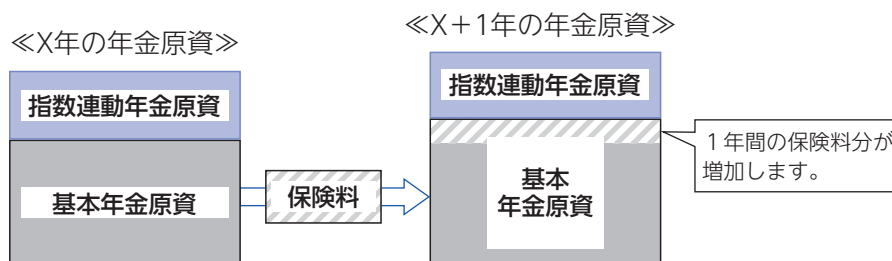 ≪X年の年金原資≫
指数連動年金原資
基本年金原資
保険料
≪X＋1年の年金原資≫
指数連動年金原資
基本
年金原資
１年間の保険料分が
増加します。